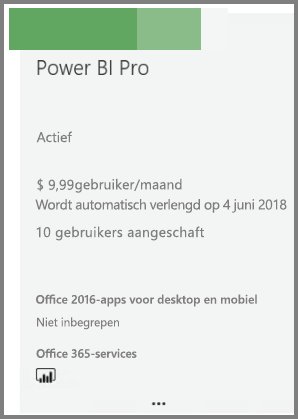 Power BI Pro
Actief
$ 9,99gebruiker/maand
Wordt automatisch verlengd op 4 juni 2018
10 gebruikers aangeschaft
Office 2016-apps voor desktop en mobiel
Niet inbegrepen
Office 365-services